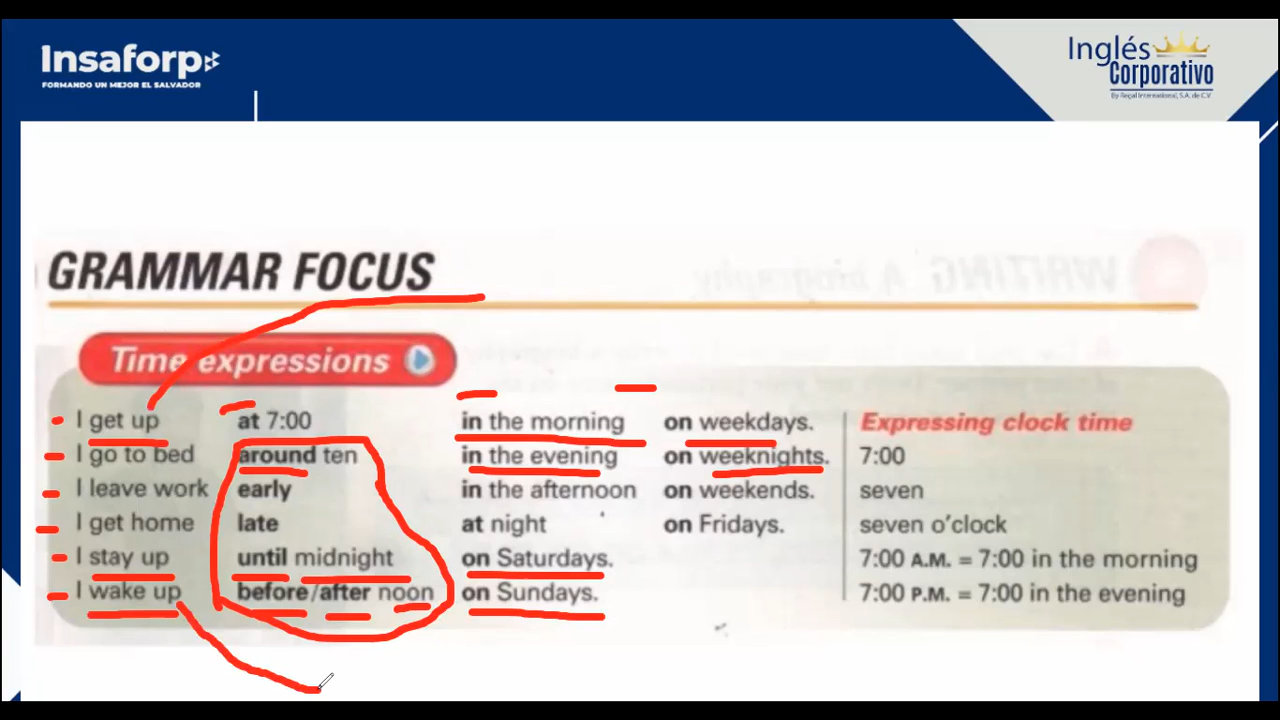 Insaforp
FORMANDO UN MEJOR EL SALVADOR
Inglés
Corporativo
By Regal International, S.A. de C.V.
GRAMMAR FOCUS
Time expressions
I get up at 7:00 in the morning on weekdays. Expressing clock time
I go to bed around ten in the evening on weeknights. 7:00
I leave work early in the afternoon on weekends. seven
I get home late at night on Fridays. seven o'clock
I stay up until midnight on Saturdays. 7:00 A.M. = 7:00 in the morning
I wake up before/after noon on Sundays. 7:00 P.M. = 7:00 in the evening